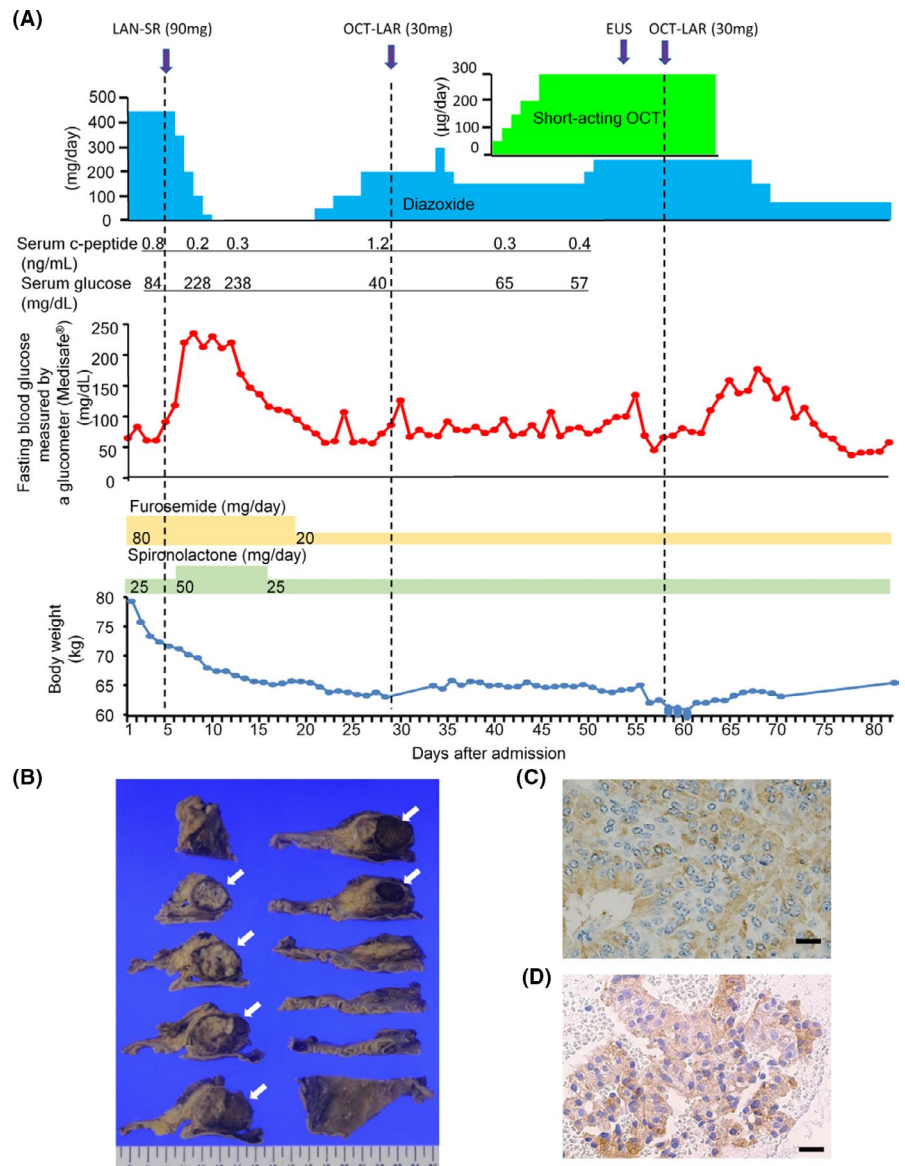 (A)
LAN-SR (90mg) OCT-LAR (30mg) EUS OCT-LAR (30mg)
300
200
100
0
(µg/day)
Short-acting OCT
500
400
300
200
100
0
(mg/day)
Diazoxide
Serum c-peptide 0.8 0.2 0.3 1.2 0.3 0.4
(ng/mL)
Serum glucose 84 228 238 40 65 57
(mg/dL)
250
200
150
100
50
0
Fasting blood glucose
measured by
a glucometer (Medisafe®)
(mg/dL)
Furosemide (mg/day)
80 20
Spironolactone (mg/day)
25 50 25
80
75
70
65
60
Body weight
(kg)
1 5 10 15 20 25 30 35 40 45 50 55 60 65 70 75 80
Days after admission
(B)
(C)
(D)